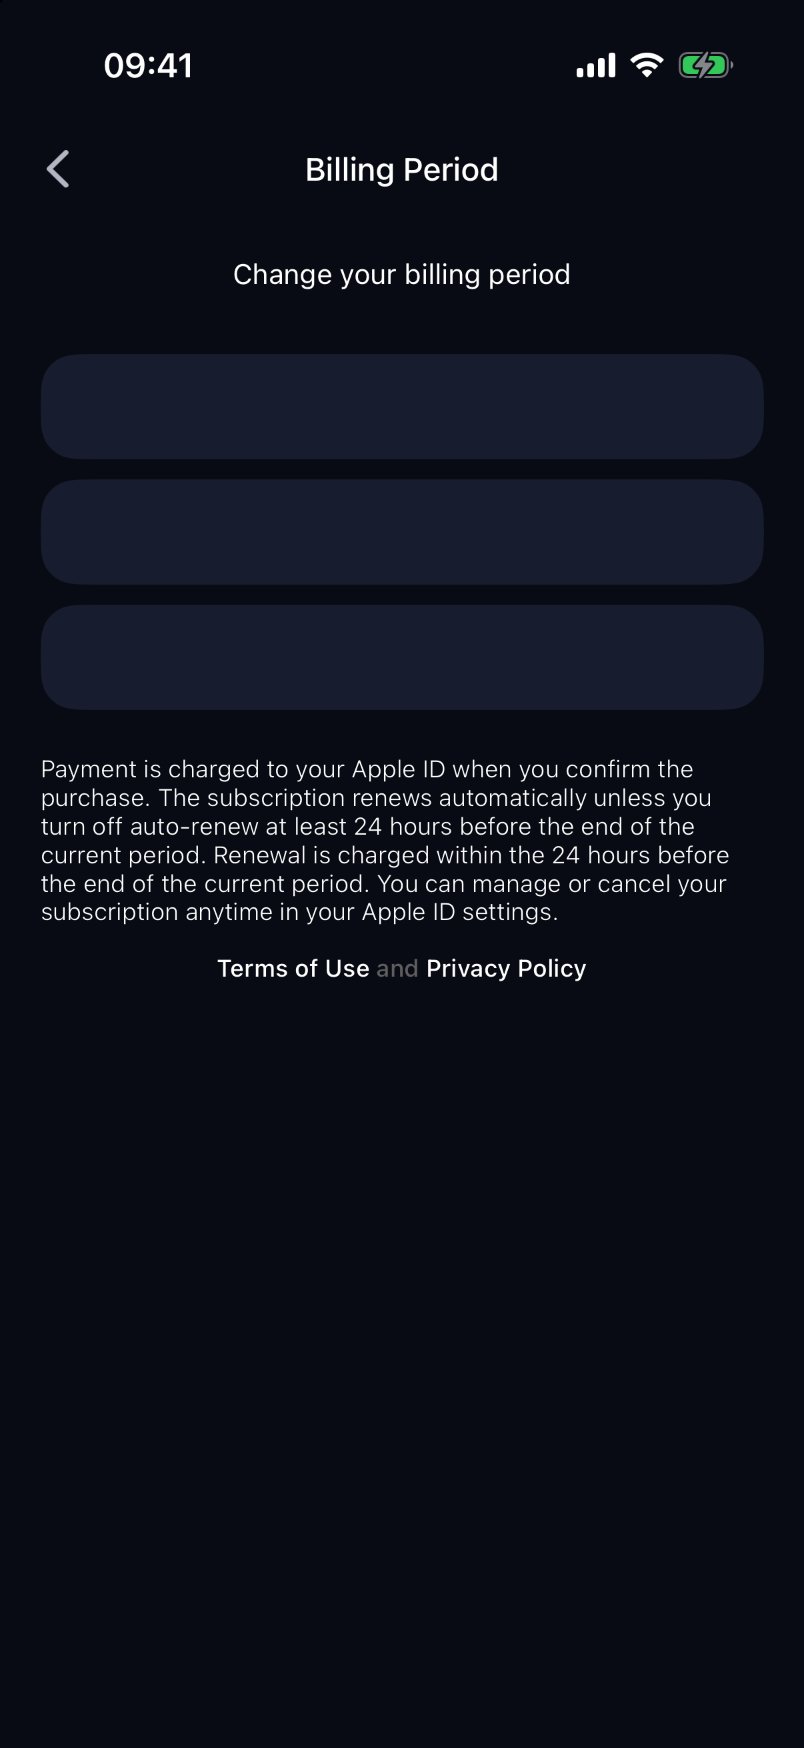 09:41
Billing Period
Change your billing period
Payment is charged to your Apple ID when you confirm the
purchase. The subscription renews automatically unless you
turn off auto-renew at least 24 hours before the end of the
current period. Renewal is charged within the 24 hours before
the end of the current period. You can manage or cancel your
subscription anytime in your Apple ID settings.
Terms of Use and Privacy Policy